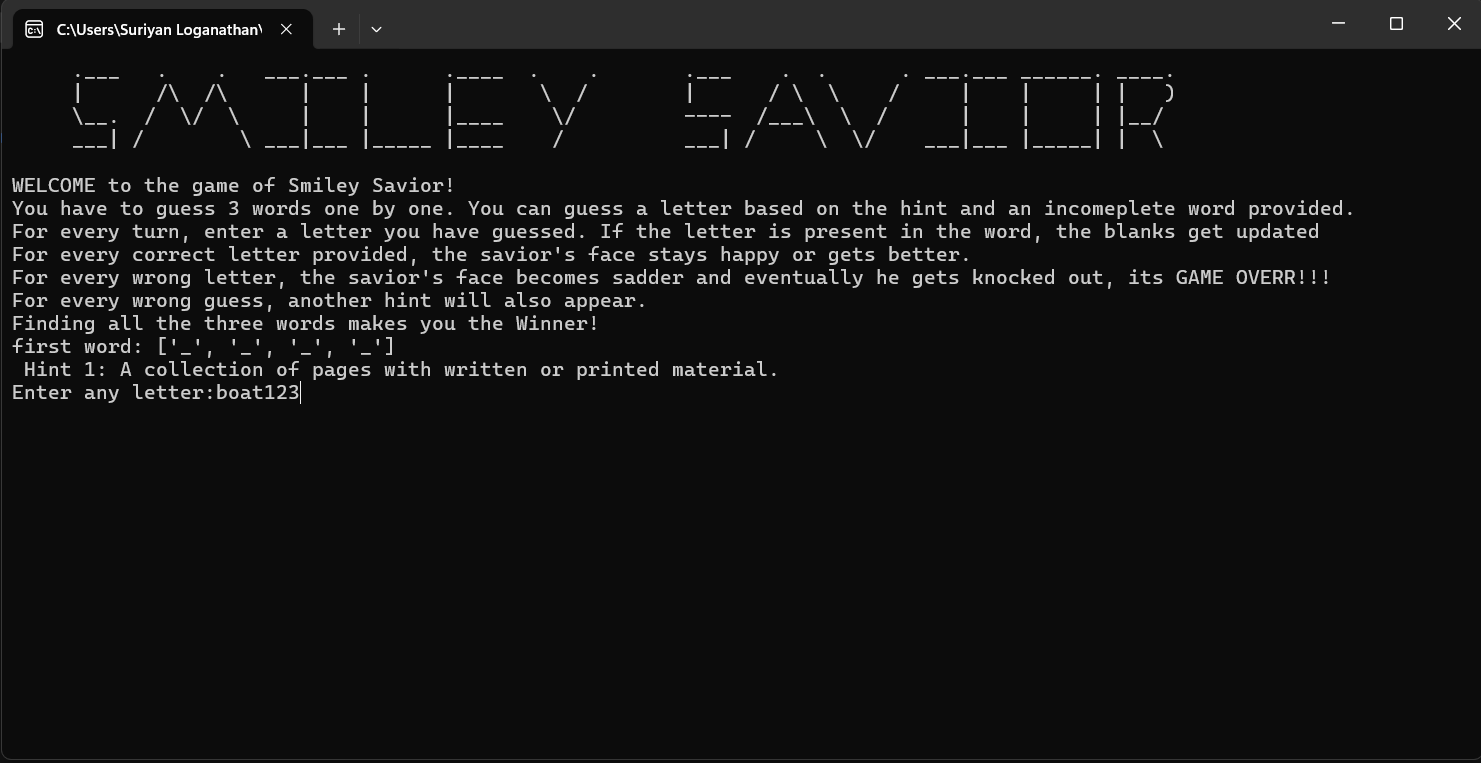 C:\Users\Suriyan Loganathan\
SMILEY SAVIOR
WELCOME to the game of Smiley Savior!
You have to guess 3 words one by one. You can guess a letter based on the hint and an incomeplete word provided.
For every turn, enter a letter you have guessed. If the letter is present in the word, the blanks get updated
For every correct letter provided, the savior's face stays happy or gets better.
For every wrong letter, the savior's face becomes sadder and eventually he gets knocked out, its GAME OVERR!!!
For every wrong guess, another hint will also appear.
Finding all the three words makes you the Winner!
first word: ['_', '_', '_', '_']
Hint 1: A collection of pages with written or printed material.
Enter any letter:boat123